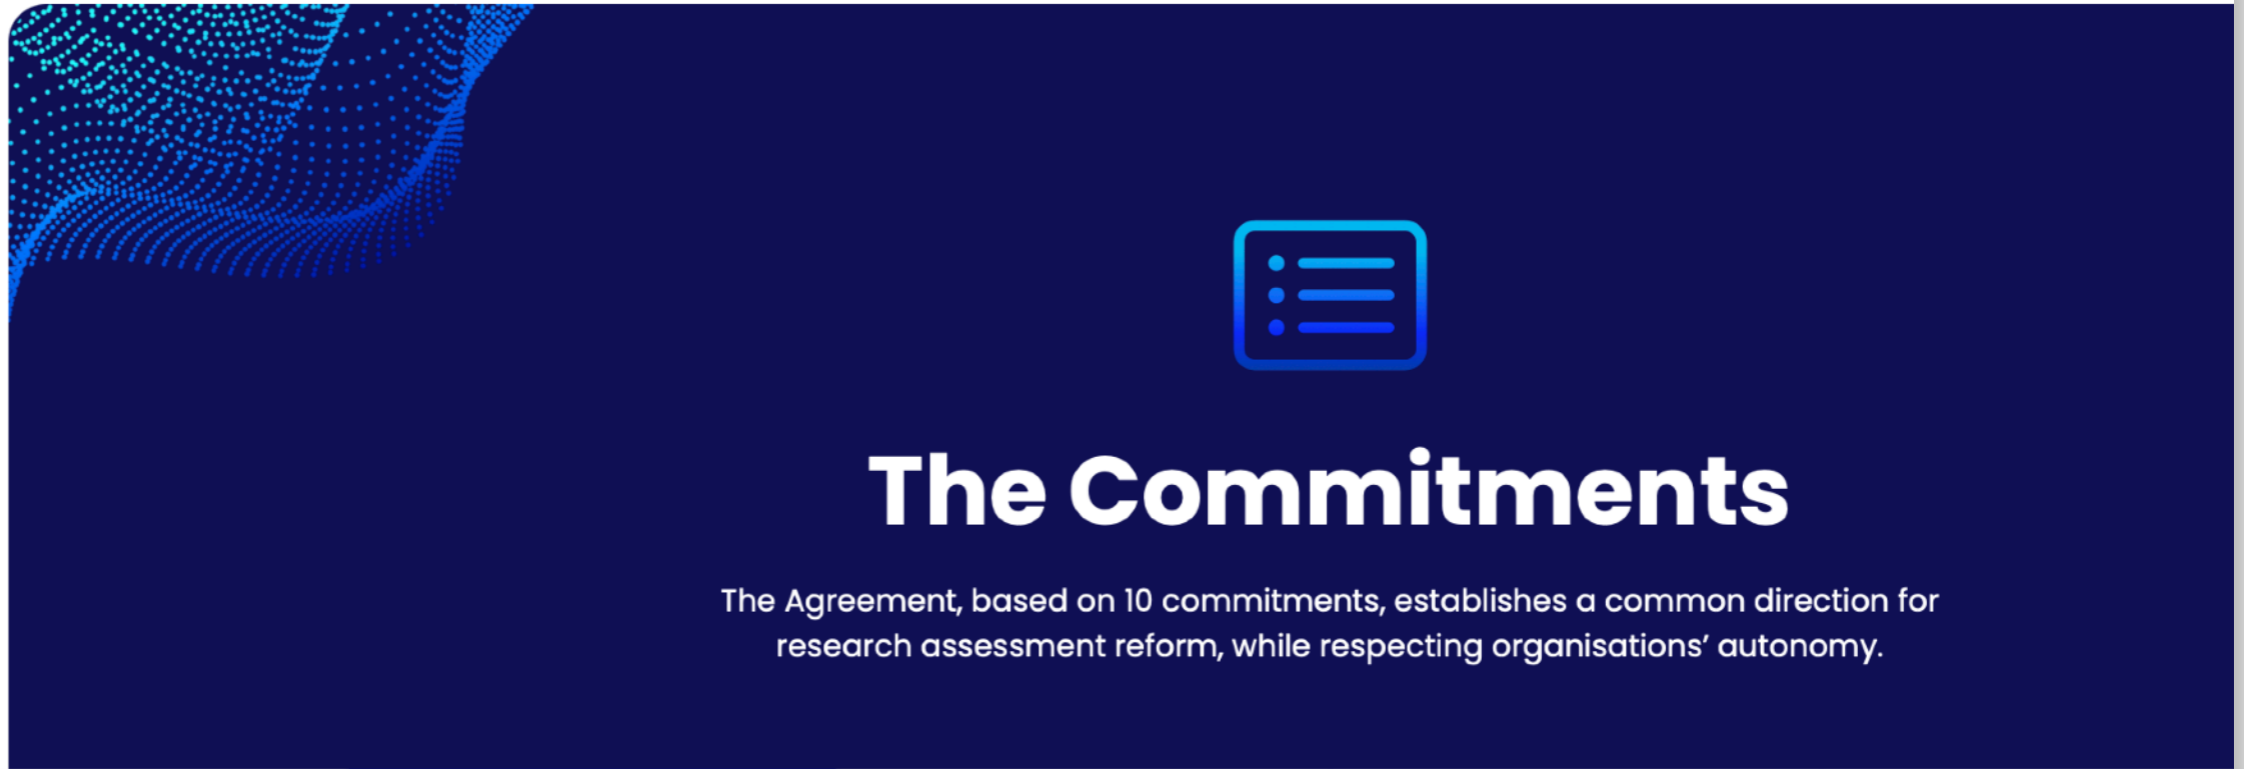 The Commitments
The Agreement, based on 10 commitments, establishes a common direction for
research assessment reform, while respecting organisations’ autonomy.